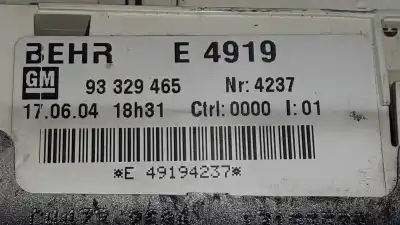 BEHR E 4919
GM 93 329 465 Nr:4237
17.06.04 18h31 Ctrl:0000 I:01
*E 49194237*